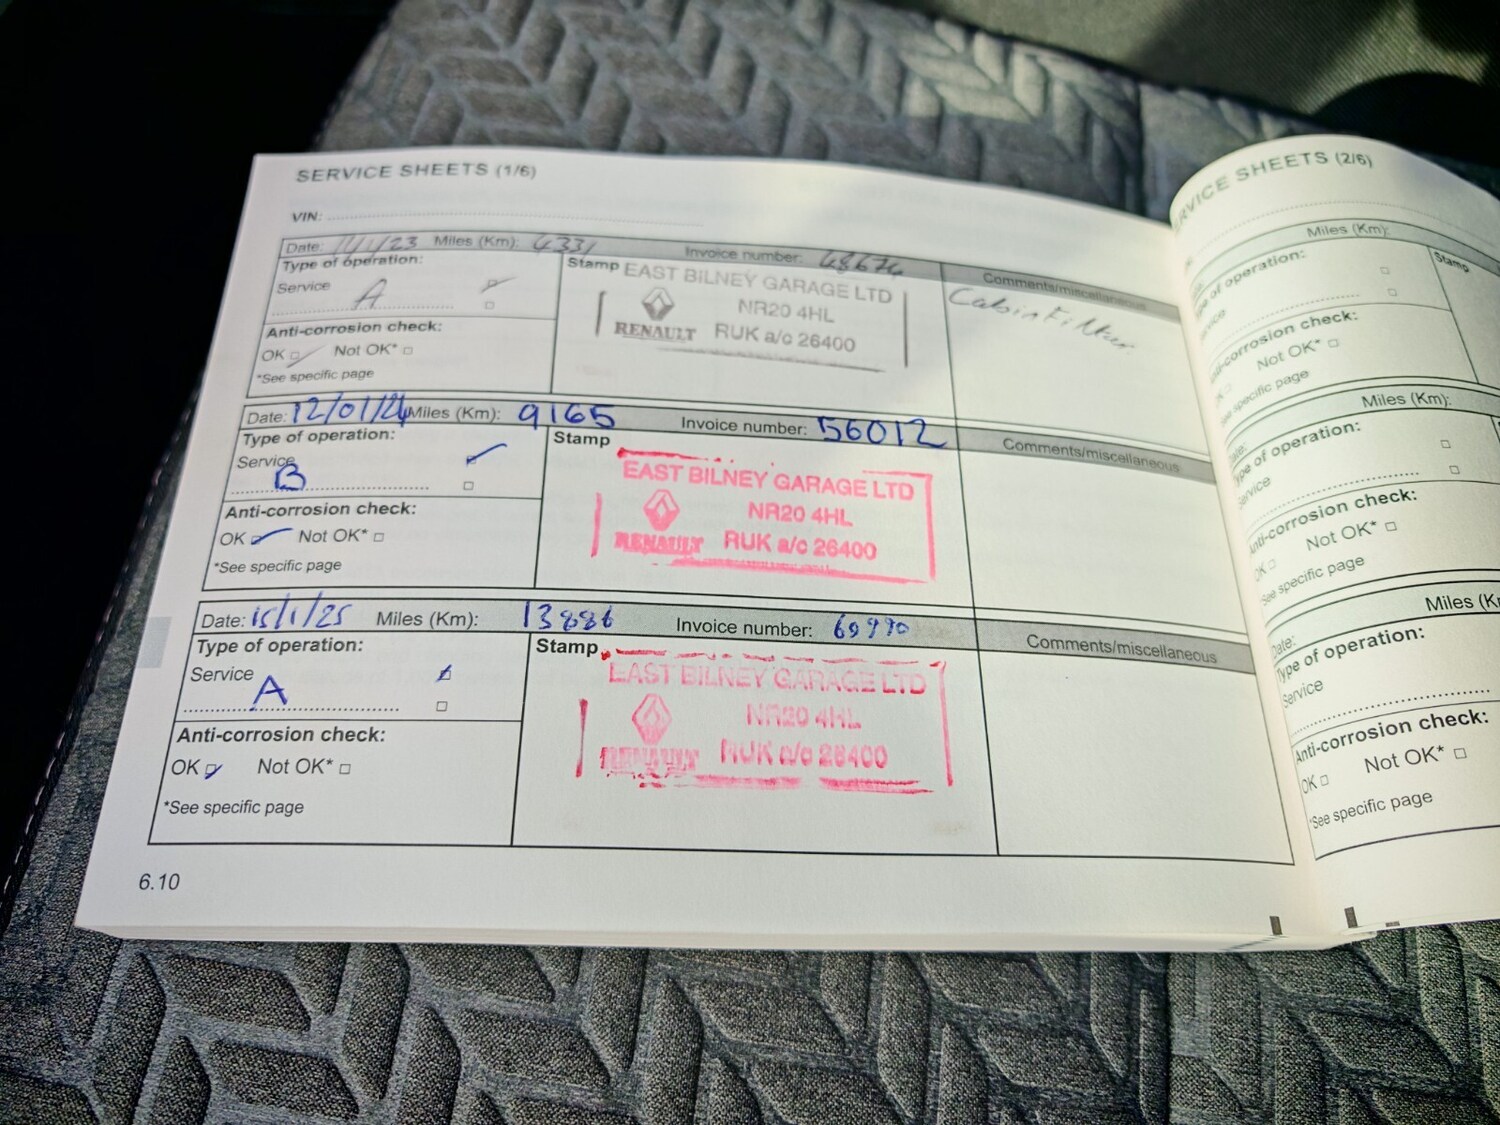 SERVICE SHEETS (1/6)
VIN:
Date: 11/1/23 Miles (Km): 4331 Invoice number: 48674
Type of operation: Stamp Comments/miscellaneous
Service A
EAST BILNEY GARAGE LTD
NR20 4HL
RENAULT RUK a/c 26400
Cabin Filter
Anti-corrosion check:
OK Not OK*
*See specific page
Date: 12/01/24 Miles (Km): 9165 Invoice number: 56012
Type of operation: Stamp Comments/miscellaneous
Service
B
EAST BILNEY GARAGE LTD
NR20 4HL
RENAULT RUK a/c 26400
Anti-corrosion check:
OK Not OK*
*See specific page
Date: 15/1/25 Miles (Km): 13886 Invoice number:
Type of operation: Stamp Comments/miscellaneous
Service
A
EAST BILNEY GARAGE LTD
NR20 4HL
RENAULT RUK a/c 26400
Anti-corrosion check:
OK Not OK*
*See specific page
6.10
SERVICE SHEETS (2/6)
Miles (Km):
of operation: Stamp
Anti-corrosion check:
Not OK*
specific page
Miles (Km):
Type of operation:
Service
Anti-corrosion check:
OK Not OK*
See specific page
Date: Miles (Km
Type of operation:
Service
Anti-corrosion check:
OK Not OK*
*See specific page